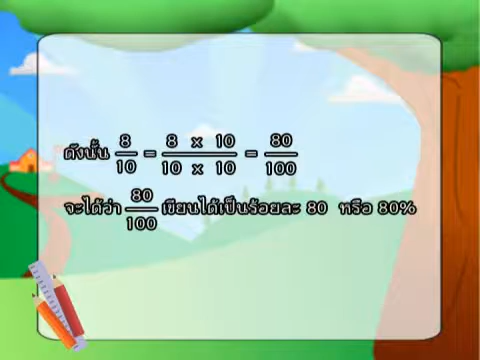 ดังนั้น 8/10 = 8 x 10/10 x 10 = 80/100
จะได้ว่า 80/100 เขียนได้เป็นร้อยละ 80 หรือ 80%